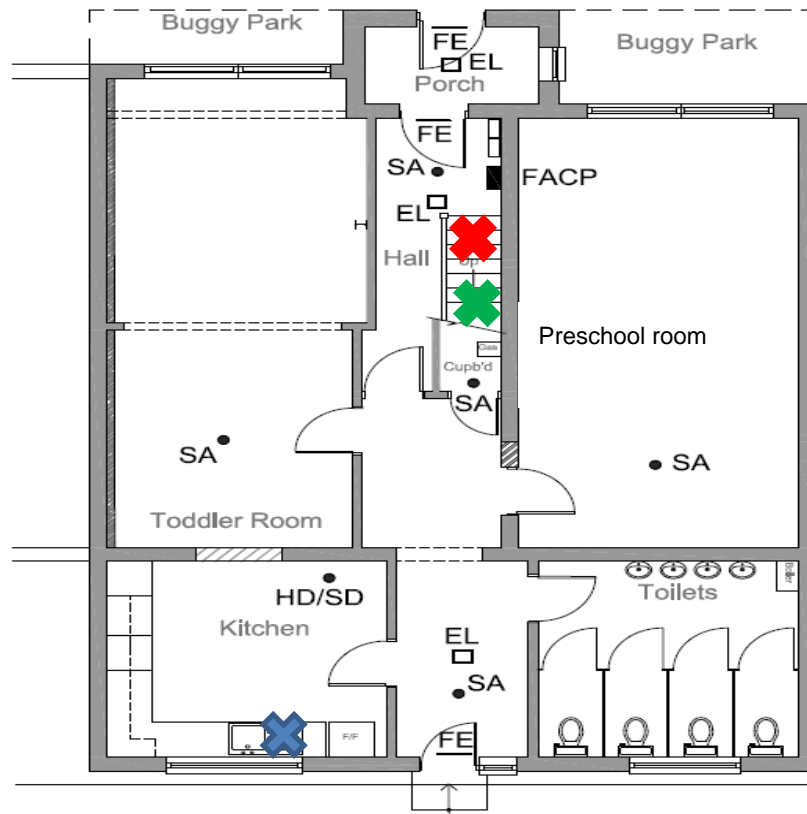 Buggy Park
FE
EL
Porch
Buggy Park
FE
SA
FACP
EL
Hall
Up
Preschool room
Gas
Cupb'd
SA
SA
SA
Toddler Room
HD/SD
Kitchen
Toilets
Boiler
EL
SA
F/F
FE